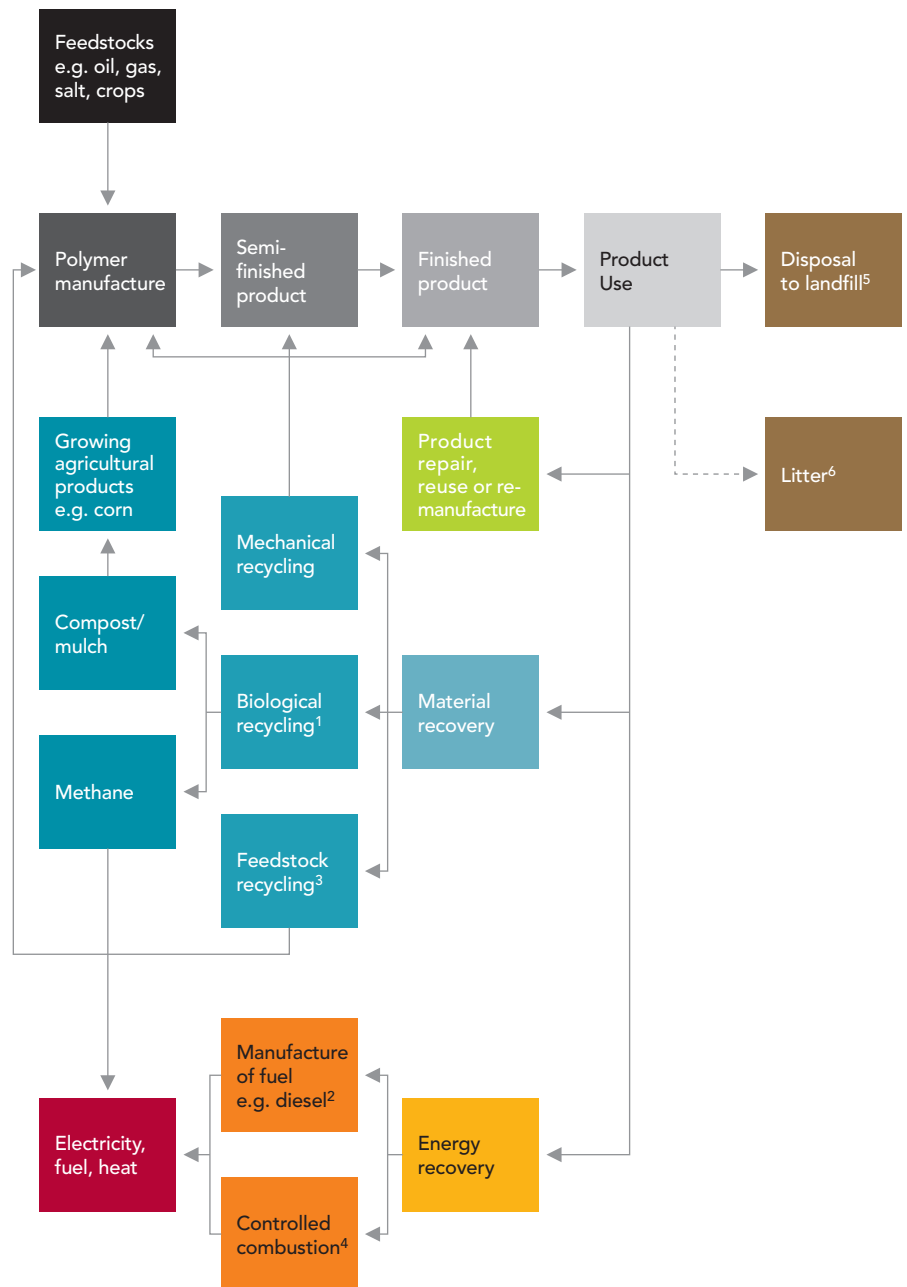 Feedstocks
e.g. oil, gas,
salt, crops
Polymer
manufacture
Semi-
finished
product
Finished
product
Product
Use
Disposal
to landfill⁵
Growing
agricultural
products
e.g. corn
Product
repair,
reuse or re-
manufacture
Litter⁶
Mechanical
recycling
Compost/
mulch
Biological
recycling¹
Material
recovery
Methane
Feedstock
recycling³
Manufacture
of fuel
e.g. diesel²
Electricity,
fuel, heat
Energy
recovery
Controlled
combustion⁴